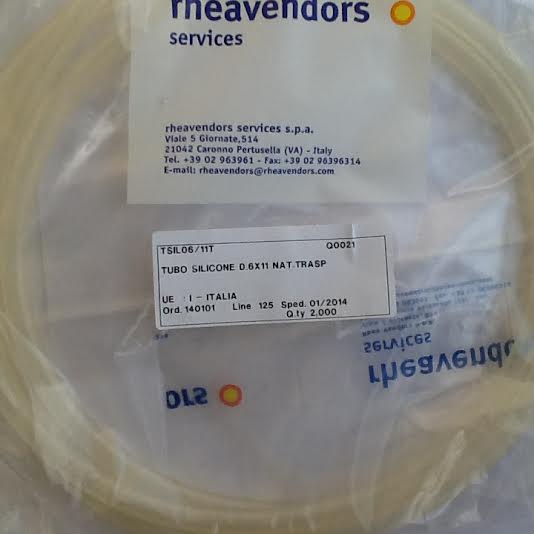 rheavendors
services
rheavendors services s.p.a.
Viale 5 Giornate,514
21042 Caronno Pertusella (VA) - Italy
Tel. +39 02 963961 - Fax: +39 02 96396314
E-mail: rheavendors@rheavendors.com
TSIL06/11T Q0021
TUBO SILICONE D.6X11 NAT.TRASP
UE : I - ITALIA
Ord. 140101 Line 125 Sped. 01/2014
Q.ty 2,000
services
rheavend
ors